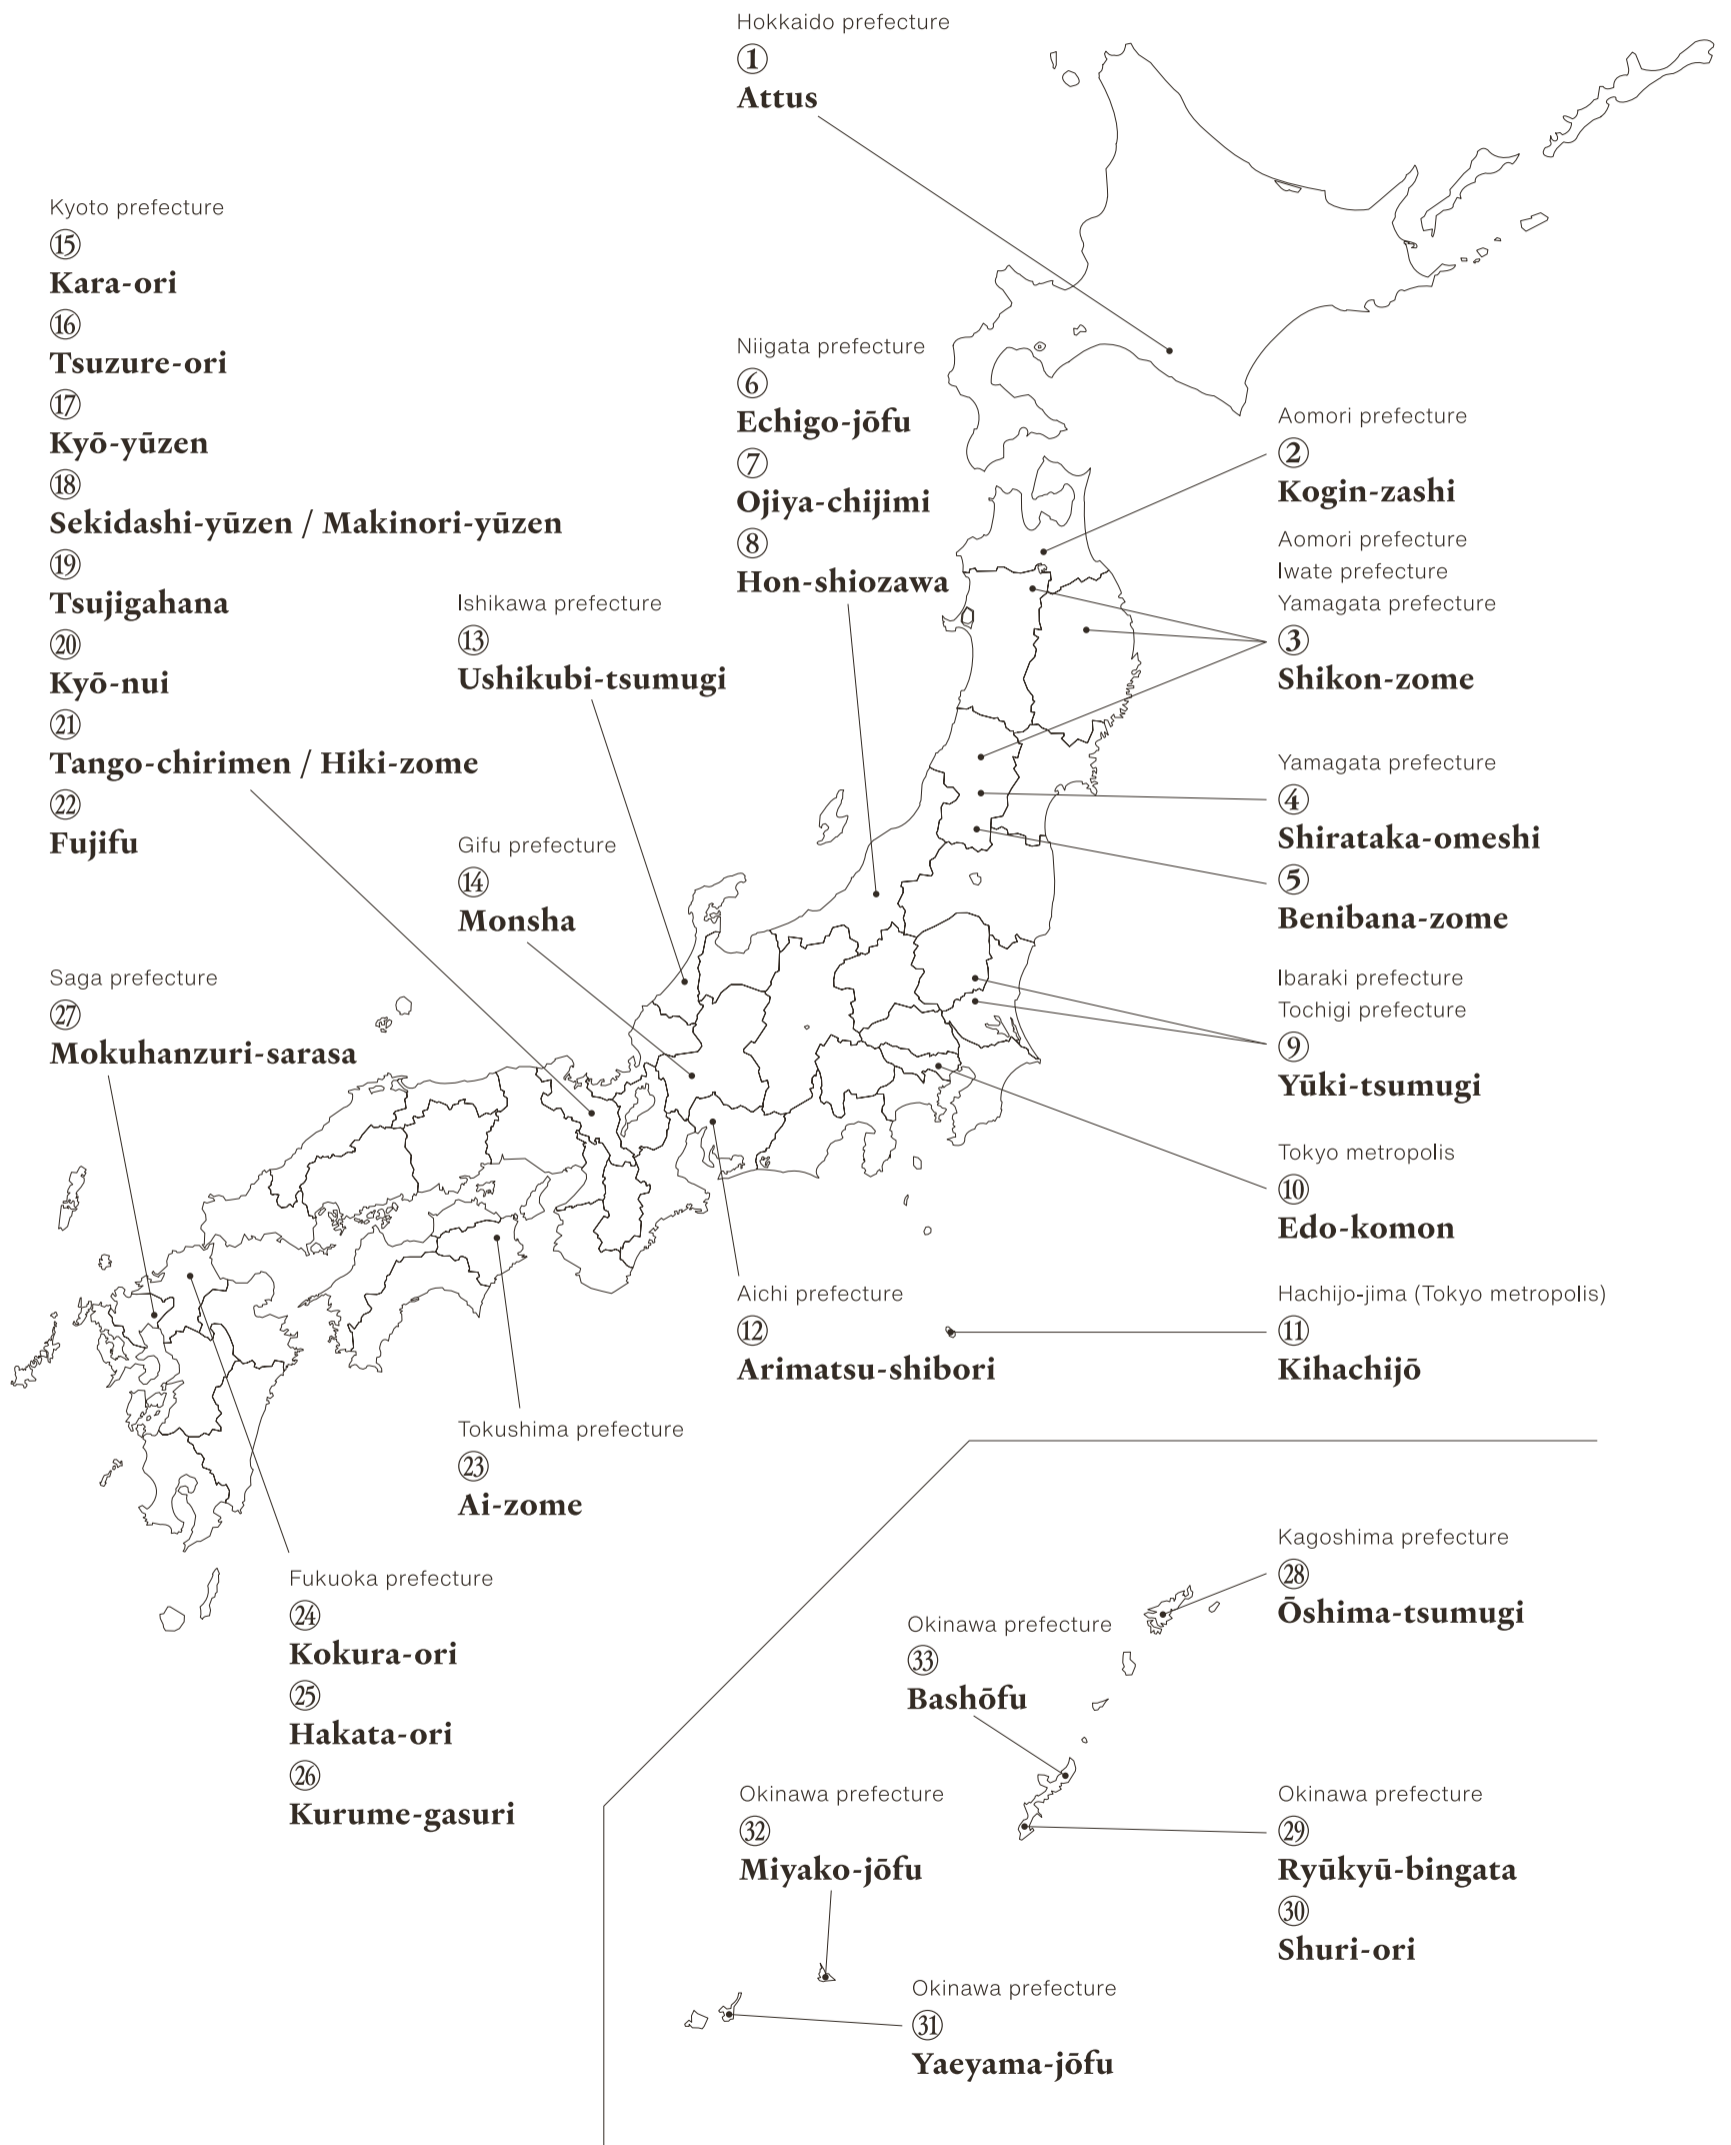 Hokkaido prefecture
①
Attus
Kyoto prefecture
⑮
Kara-ori
⑯
Tsuzure-ori
⑰
Kyō-yūzen
⑱
Sekidashi-yūzen / Makinori-yūzen
⑲
Tsujigahana
⑳
Kyō-nui
㉑
Tango-chirimen / Hiki-zome
㉒
Fujifu
Niigata prefecture
⑥
Echigo-jōfu
⑦
Ojiya-chijimi
⑧
Hon-shiozawa
Aomori prefecture
②
Kogin-zashi
Aomori prefecture
Iwate prefecture
Yamagata prefecture
③
Shikon-zome
Ishikawa prefecture
⑬
Ushikubi-tsumugi
Yamagata prefecture
④
Shirataka-omeshi
⑤
Benibana-zome
Gifu prefecture
⑭
Monsha
Saga prefecture
㉗
Mokuhanzuri-sarasa
Ibaraki prefecture
Tochigi prefecture
⑨
Yūki-tsumugi
Tokyo metropolis
⑩
Edo-komon
Aichi prefecture
⑫
Arimatsu-shibori
Hachijo-jima (Tokyo metropolis)
⑪
Kihachijō
Tokushima prefecture
㉓
Ai-zome
Fukuoka prefecture
㉔
Kokura-ori
㉕
Hakata-ori
㉖
Kurume-gasuri
Kagoshima prefecture
㉘
Ōshima-tsumugi
Okinawa prefecture
㉝
Bashōfu
Okinawa prefecture
㉜
Miyako-jōfu
Okinawa prefecture
㉙
Ryūkyū-bingata
㉚
Shuri-ori
Okinawa prefecture
㉛
Yaeyama-jōfu